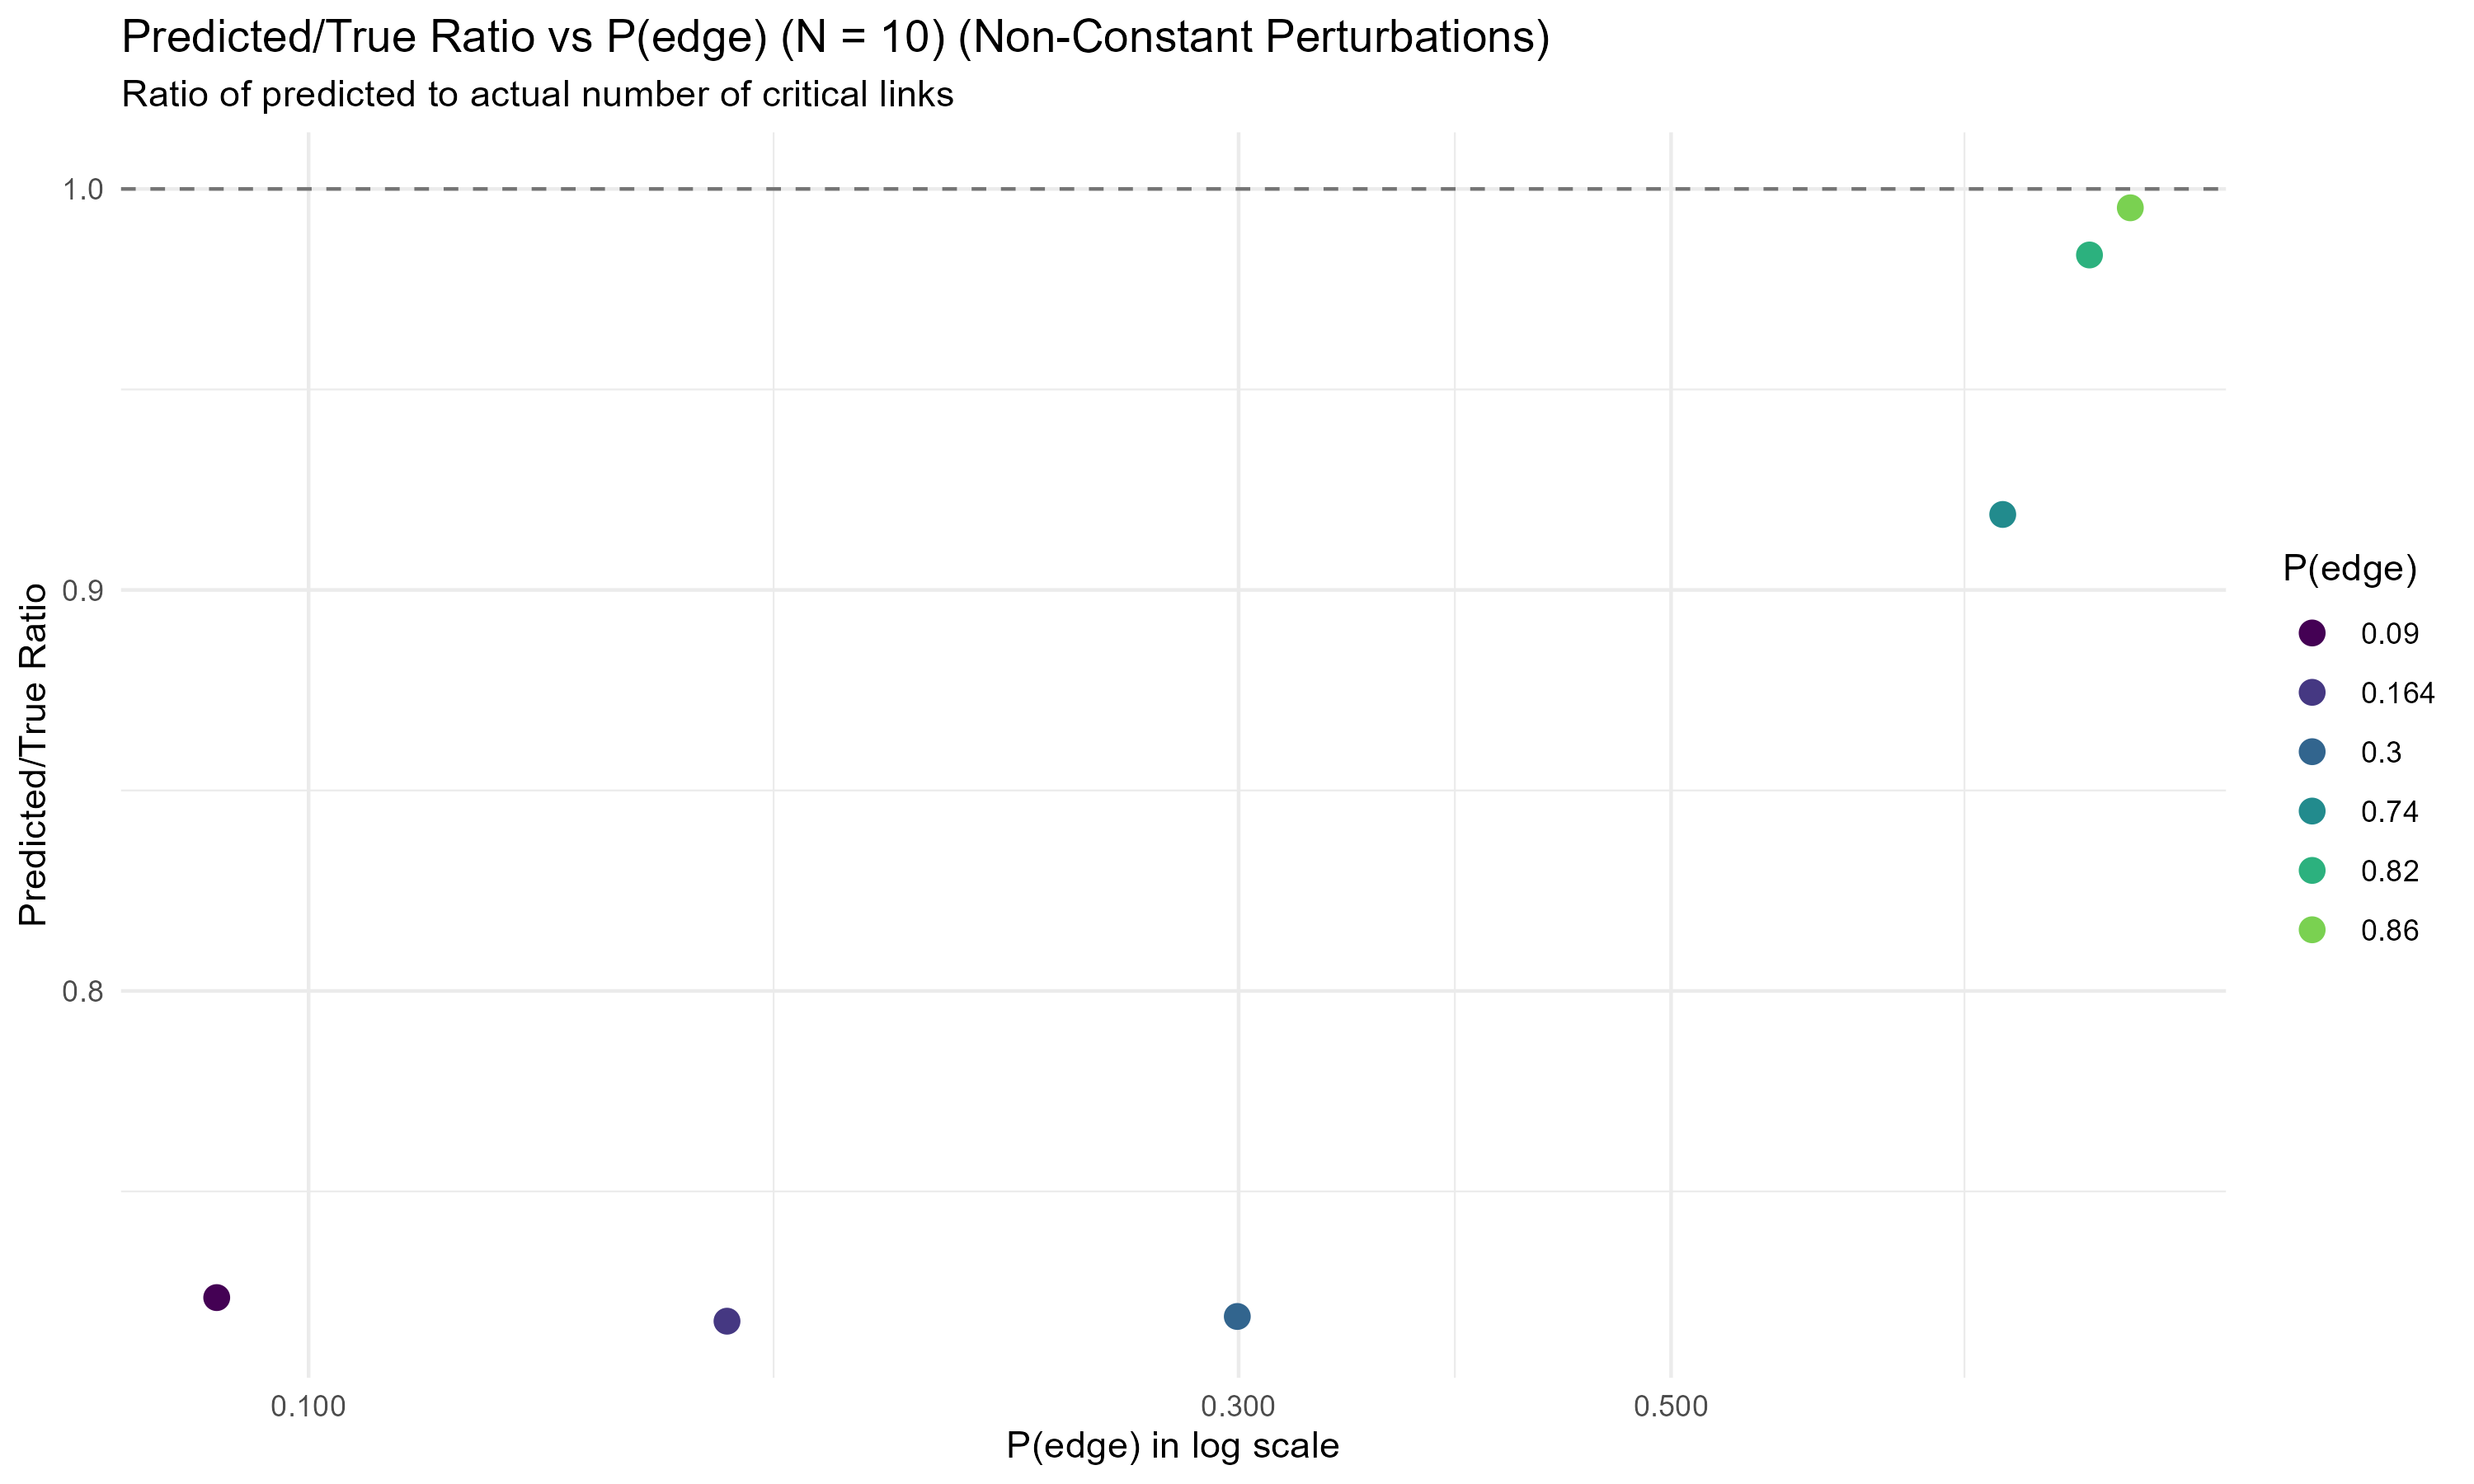 Predicted/True Ratio vs P(edge) (N = 10) (Non-Constant Perturbations)
Ratio of predicted to actual number of critical links
Predicted/True Ratio
1.0
0.9
0.8
0.100
0.300
0.500
P(edge) in log scale
P(edge)
0.09
0.164
0.3
0.74
0.82
0.86